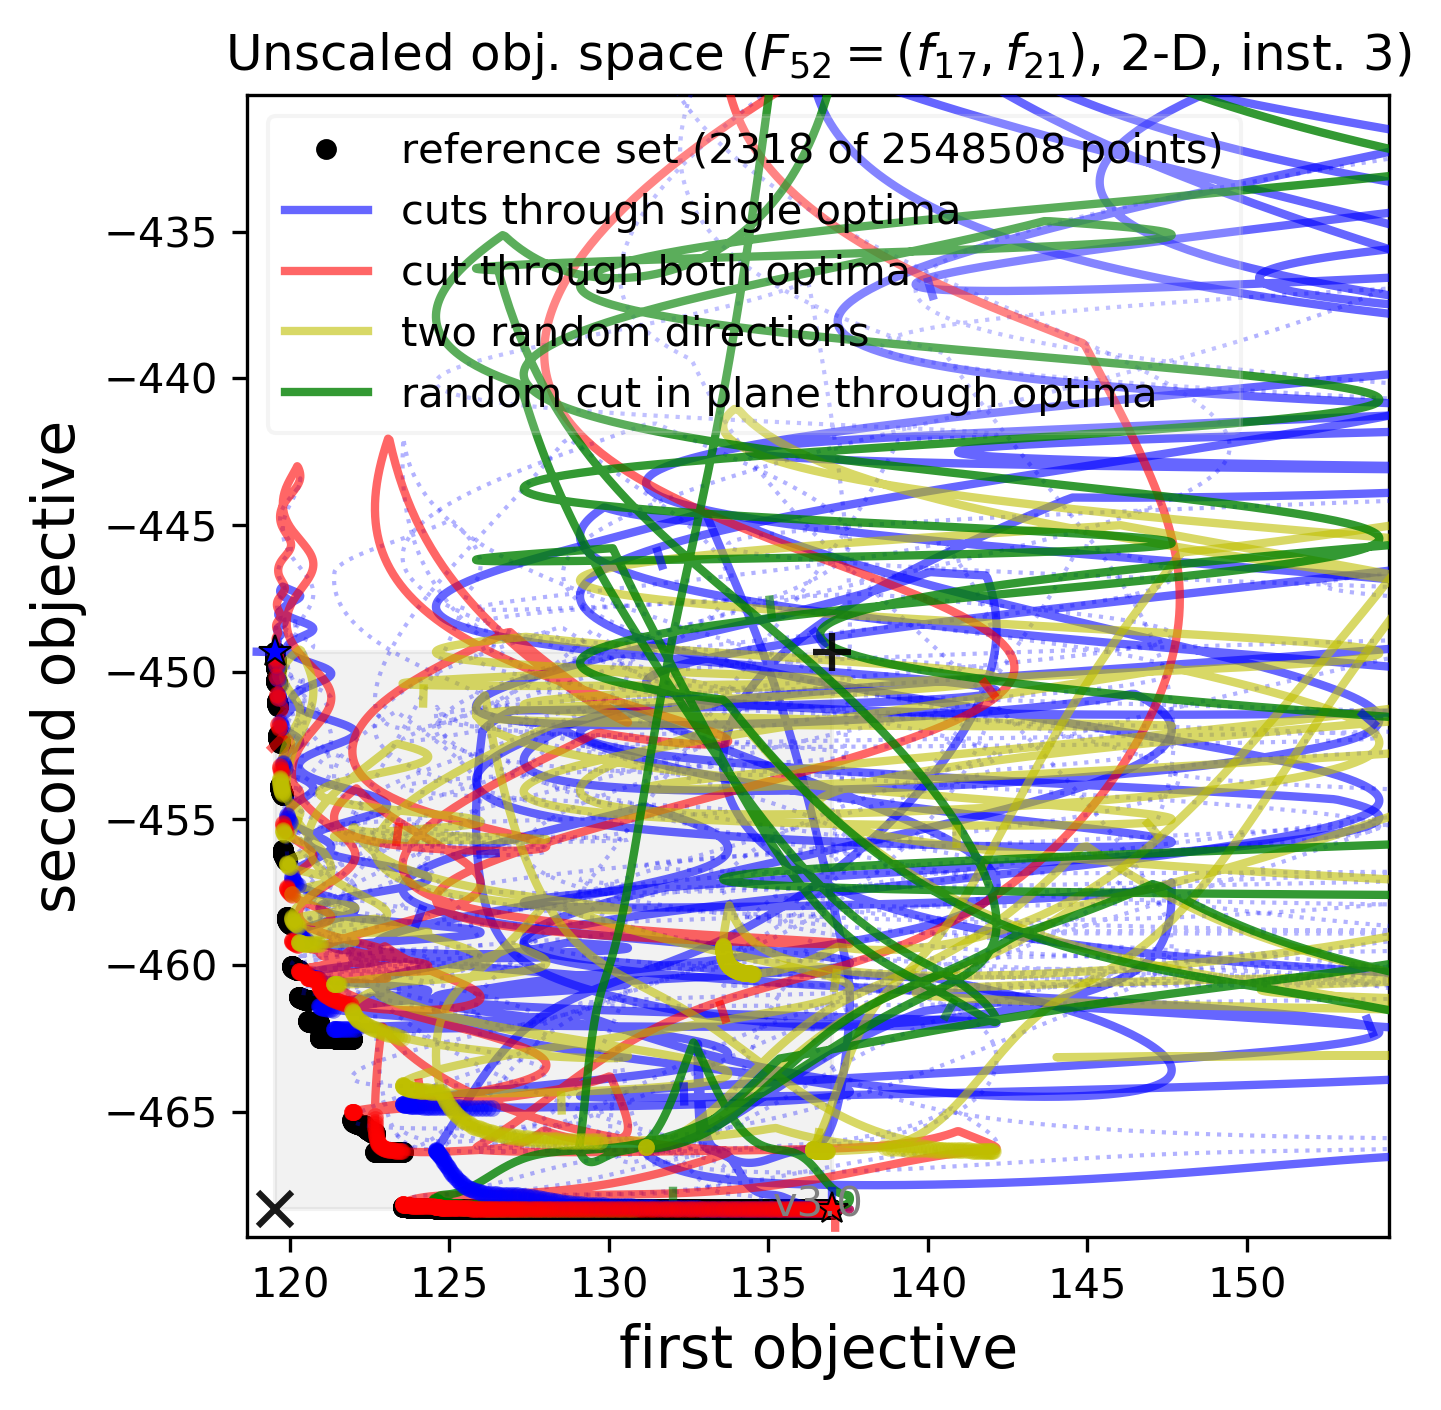 Unscaled obj. space (F₅₂ = (f₁₇, f₂₁), 2-D, inst. 3)
reference set (2318 of 2548508 points)
cuts through single optima
cut through both optima
two random directions
random cut in plane through optima
−435
−440
−445
−450
−455
−460
−465
second objective
v3.0
120
125
130
135
140
145
150
first objective